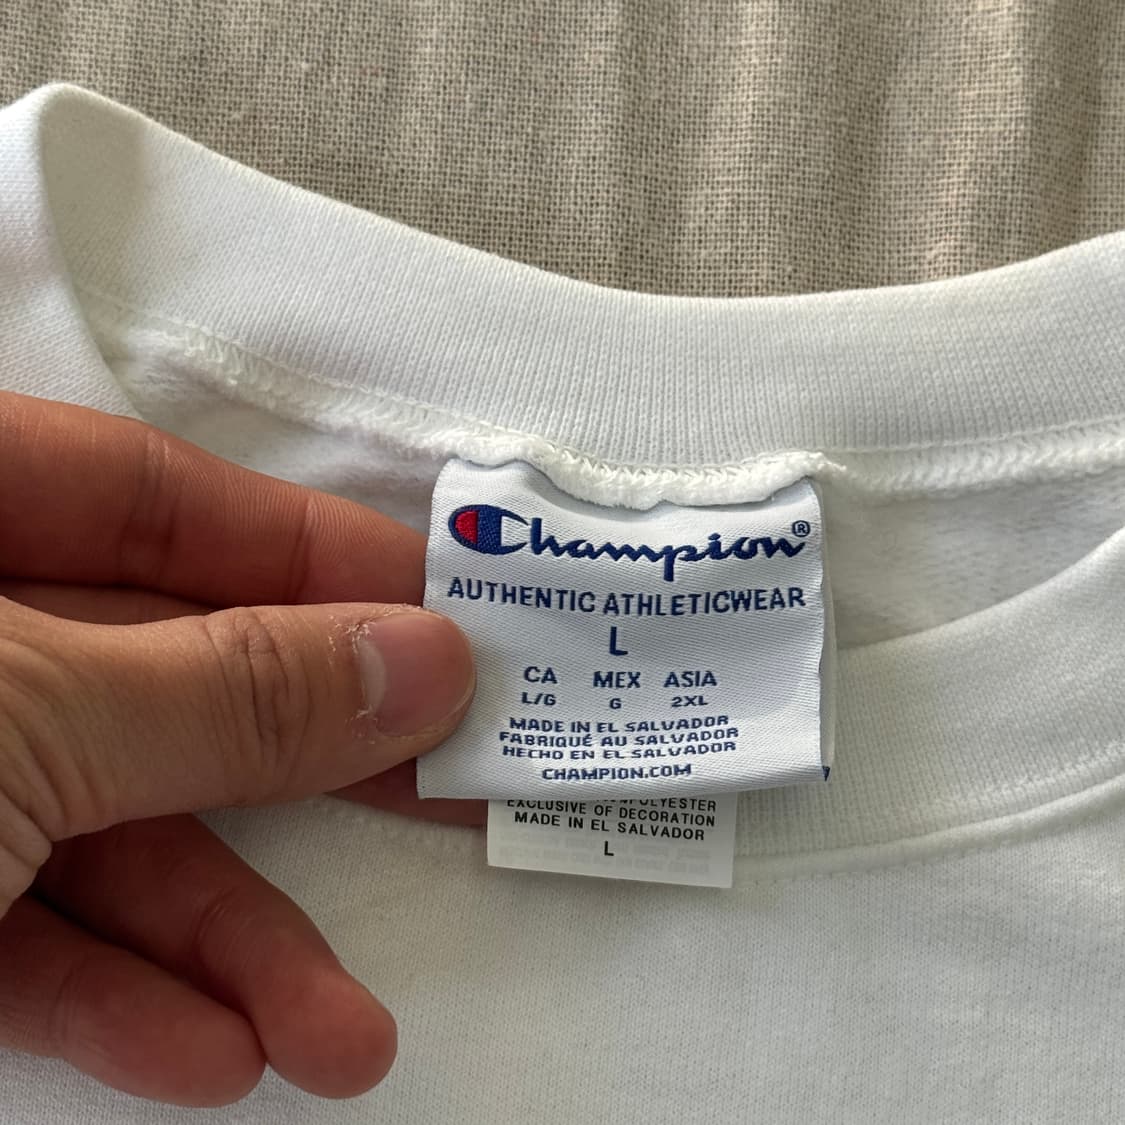 Champion®
AUTHENTIC ATHLETICWEAR
L
CA MEX ASIA
L/G G 2XL
MADE IN EL SALVADOR
FABRIQUÉ AU SALVADOR
HECHO EN EL SALVADOR
CHAMPION.COM
POLYESTER
EXCLUSIVE OF DECORATION
MADE IN EL SALVADOR
L